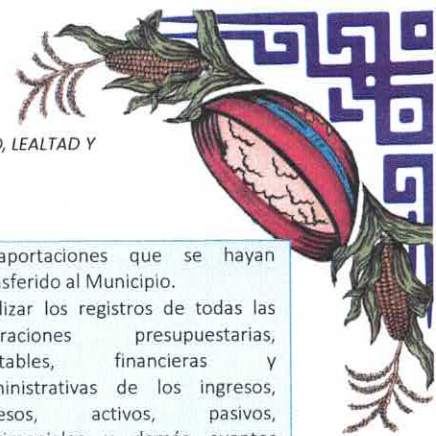 , LEALTAD Y
aportaciones que se hayan
sferido al Municipio.
lizar los registros de todas las
raciones presupuestarias,
tables, financieras y
ministrativas de los ingresos,
esos, activos, pasivos,